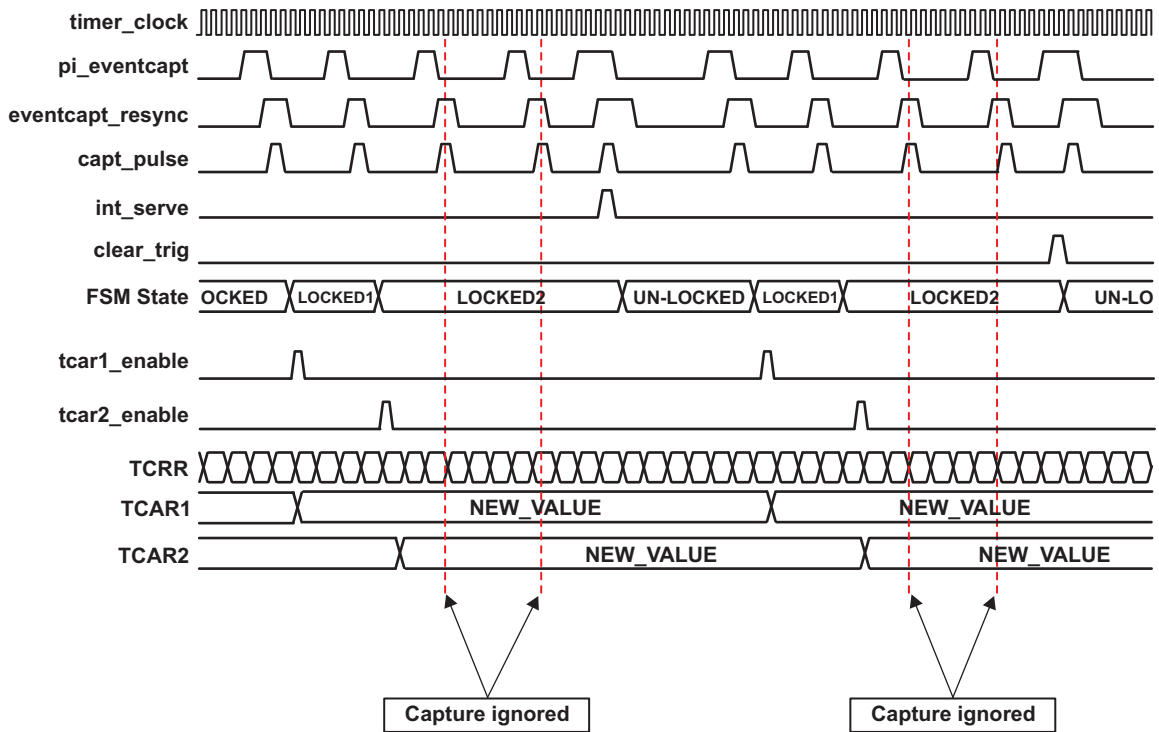 timer_clock
pi_eventcapt
eventcapt_resync
capt_pulse
int_serve
clear_trig
FSM State
OCKED
LOCKED1
LOCKED2
UN-LOCKED
LOCKED1
LOCKED2
UN-LO
tcar1_enable
tcar2_enable
TCRR
TCAR1
NEW_VALUE
NEW_VALUE
TCAR2
NEW_VALUE
NEW_VALUE
Capture ignored
Capture ignored